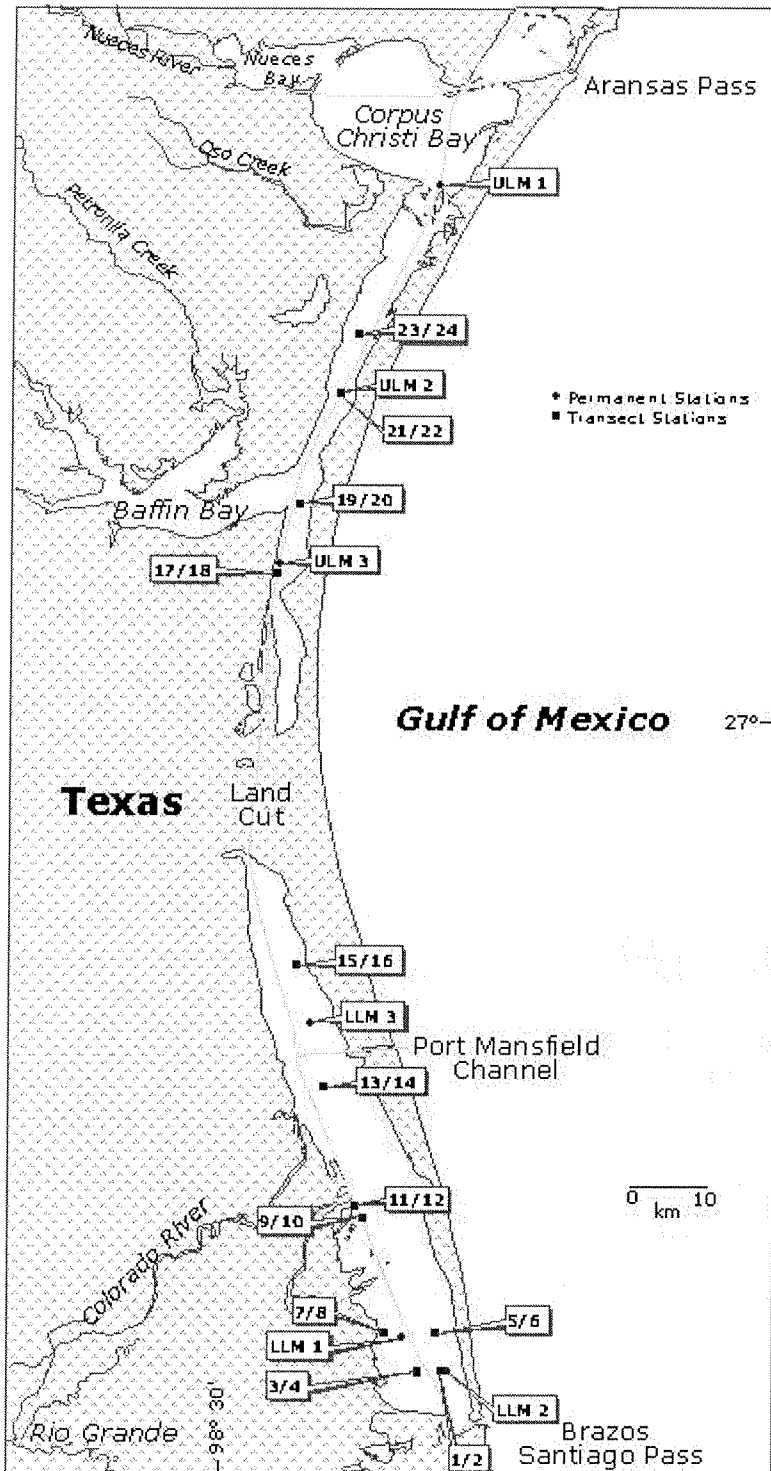 Nueces River
Nueces
Bay
Aransas Pass
Corpus
Christi Bay
Oso Creek
ULM 1
Petronila Creek
23/24
ULM 2
Permanent Stations
Transect Stations
21/22
Baffin Bay
19/20
17/18
ULM 3
Gulf of Mexico
27°
Texas
Land
Cut
15/16
LLM 3
Port Mansfield
Channel
13/14
0 10
km
11/12
9/10
Colorado River
7/8
5/6
LLM 1
3/4
LLM 2
98° 30'
Rio Grande
Brazos
Santiago Pass
1/2